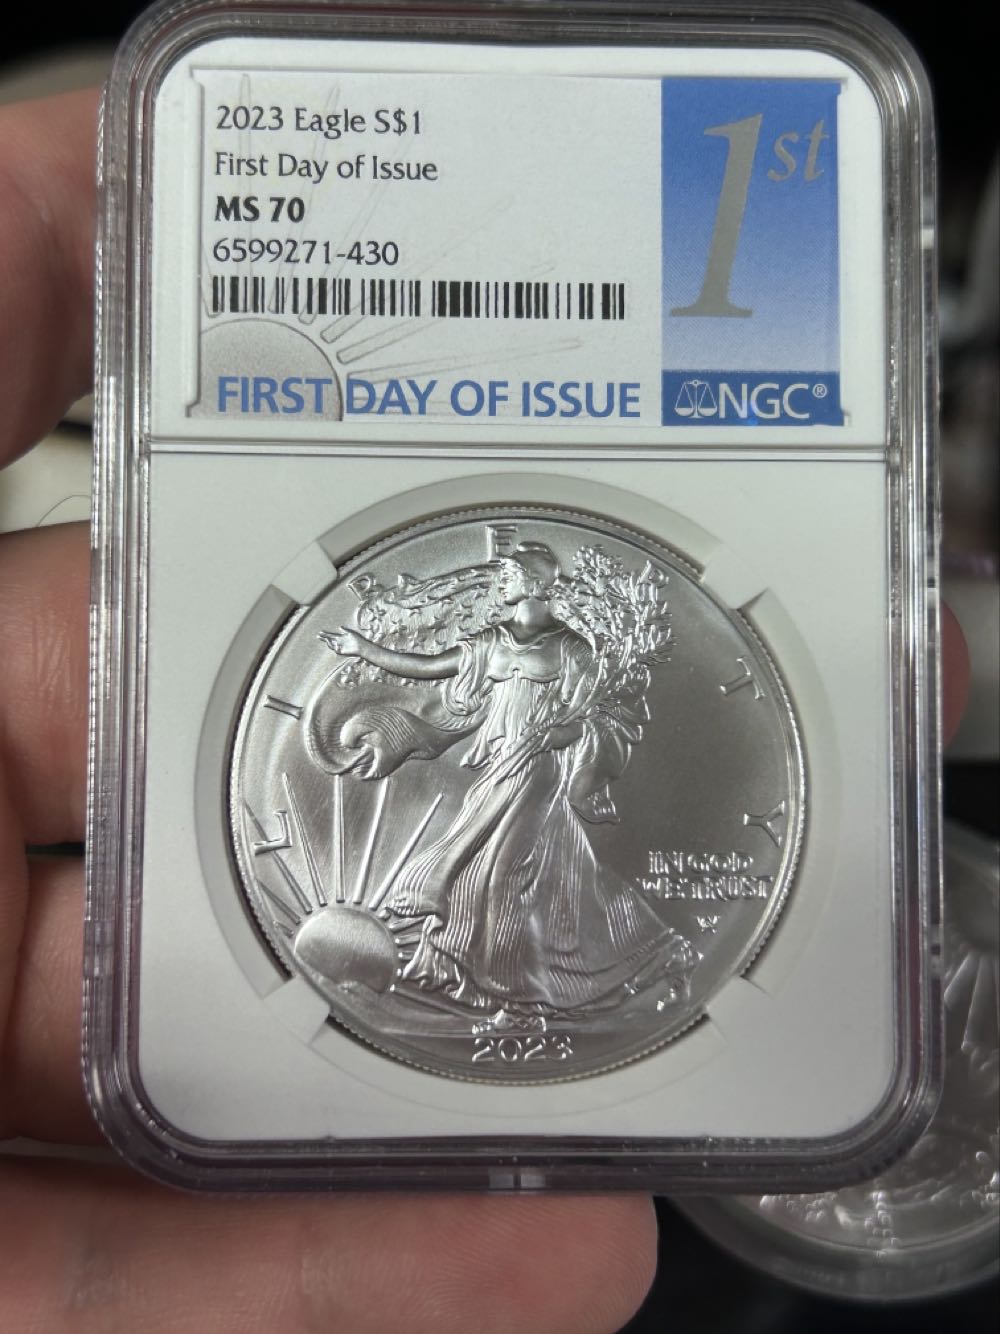 2023 Eagle S$1
First Day of Issue
MS 70
6599271-430
1st
FIRST DAY OF ISSUE
NGC®
LIBERTY
IN GOD
WE TRUST
2023